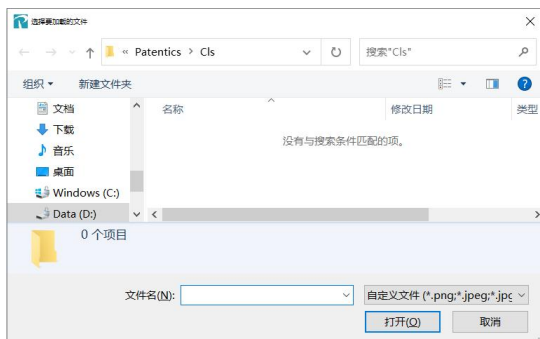 选择要加载的文件
« Patentics › Cls
搜索"Cls"
组织
新建文件夹
文档
下载
音乐
桌面
Windows (C:)
Data (D:)
名称
修改日期
类型
没有与搜索条件匹配的项。
0 个项目
文件名(N):
自定义文件 (*.png;*.jpeg;*.jpg
打开(O)
取消